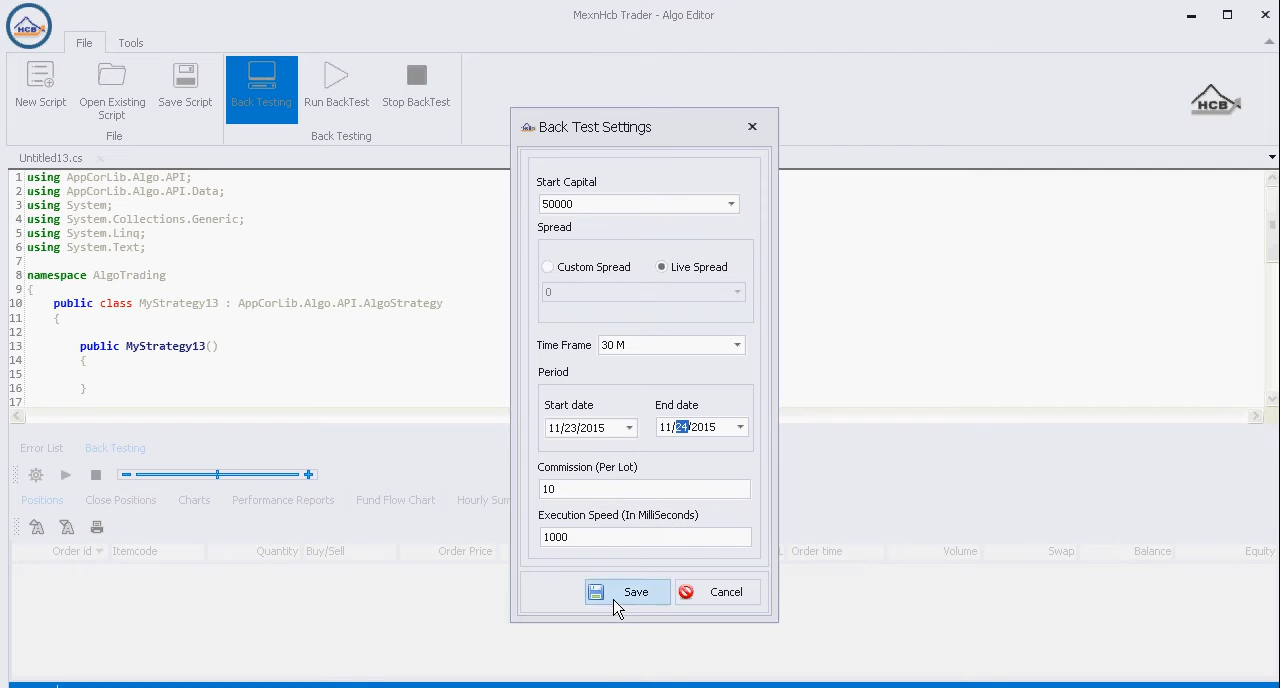 HCB
MexnHcb Trader - Algo Editor
File
Tools
New Script
Open Existing Script
Save Script
File
Back Testing
Run BackTest
Stop BackTest
Back Testing
HCB
Untitled13.cs
1 using AppCorLib.Algo.API;
2 using AppCorLib.Algo.API.Data;
3 using System;
4 using System.Collections.Generic;
5 using System.Linq;
6 using System.Text;
7
8 namespace AlgoTrading
9 {
10 public class MyStrategy13 : AppCorLib.Algo.API.AlgoStrategy
11 {
12
13 public MyStrategy13()
14 {
15
16 }
17
Back Test Settings
Start Capital
50000
Spread
Custom Spread
Live Spread
0
Time Frame
30 M
Period
Start date
End date
11/23/2015
11/24/2015
Commission (Per Lot)
10
Execution Speed (In MilliSeconds)
1000
Save
Cancel
Error List
Back Testing
Positions
Close Positions
Charts
Performance Reports
Fund Flow Chart
Hourly Sum
Order id
Itemcode
Quantity
Buy/Sell
Order Price
Order time
Volume
Swap
Balance
Equity